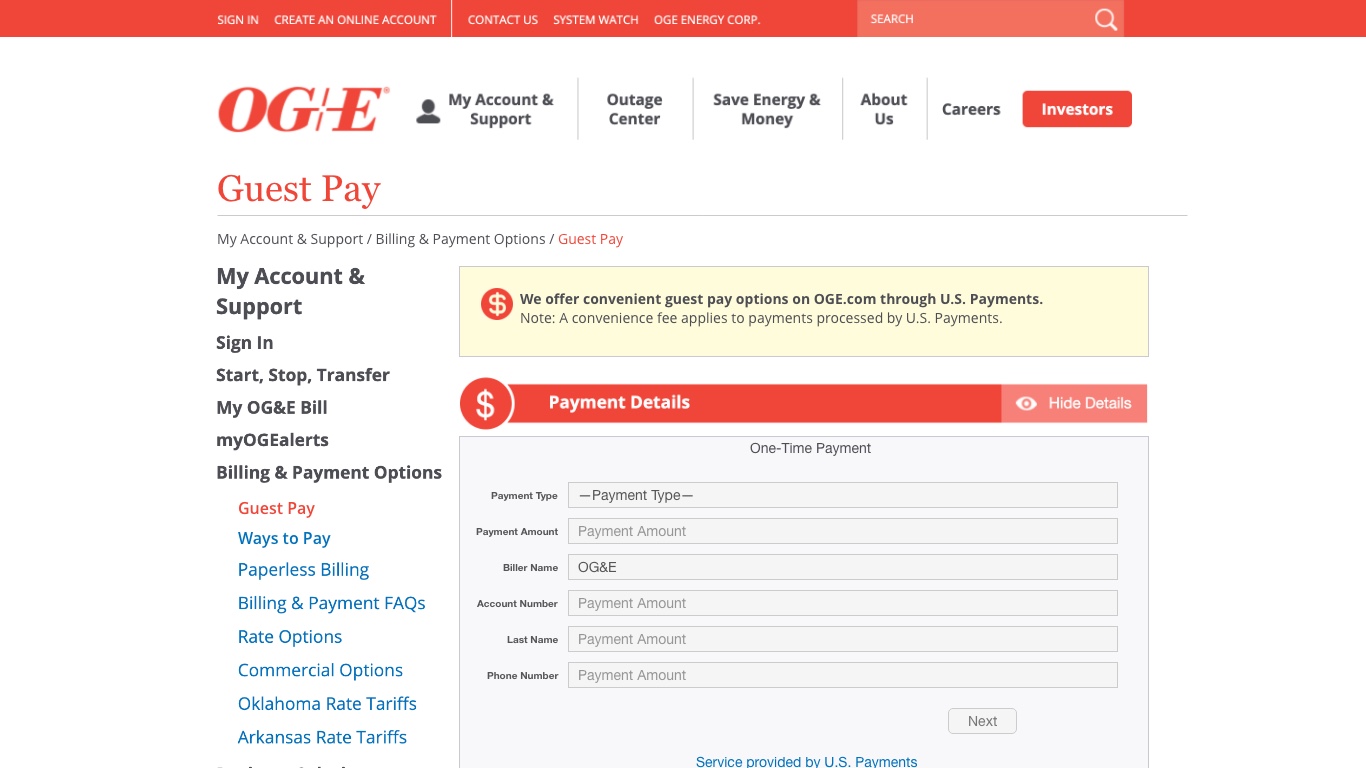 SIGN IN CREATE AN ONLINE ACCOUNT CONTACT US SYSTEM WATCH OGE ENERGY CORP. SEARCH
OG+E®
My Account & Support
Outage Center
Save Energy & Money
About Us
Careers
Investors
Guest Pay
My Account & Support / Billing & Payment Options / Guest Pay
My Account &
Support
Sign In
Start, Stop, Transfer
My OG&E Bill
myOGEalerts
Billing & Payment Options
Guest Pay
Ways to Pay
Paperless Billing
Billing & Payment FAQs
Rate Options
Commercial Options
Oklahoma Rate Tariffs
Arkansas Rate Tariffs
$ We offer convenient guest pay options on OGE.com through U.S. Payments.
Note: A convenience fee applies to payments processed by U.S. Payments.
$ Payment Details Hide Details
One-Time Payment
Payment Type —Payment Type—
Payment Amount Payment Amount
Biller Name OG&E
Account Number Payment Amount
Last Name Payment Amount
Phone Number Payment Amount
Next
Service provided by U.S. Payments